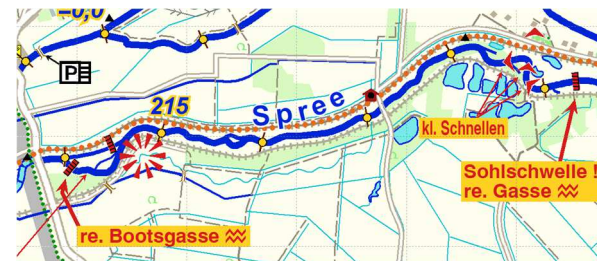 –0,0
P
215
Spree
kl. Schnellen
Sohlschwelle !
re. Gasse
re. Bootsgasse